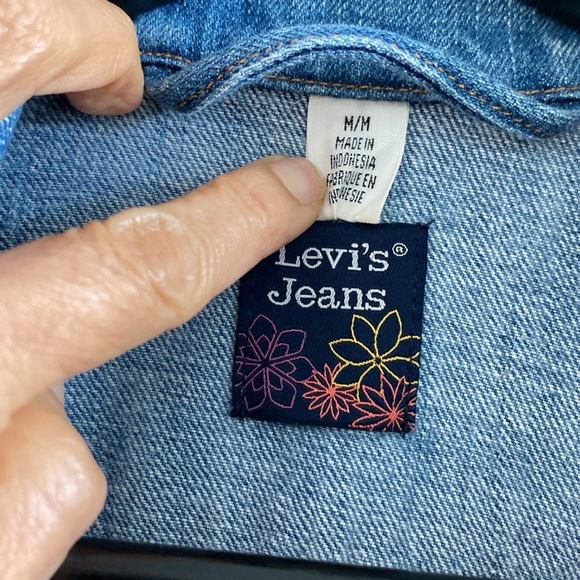 M/M
MADE IN
INDONESIA
FABRIQUE EN
INDONESIE
Levi's®
Jeans